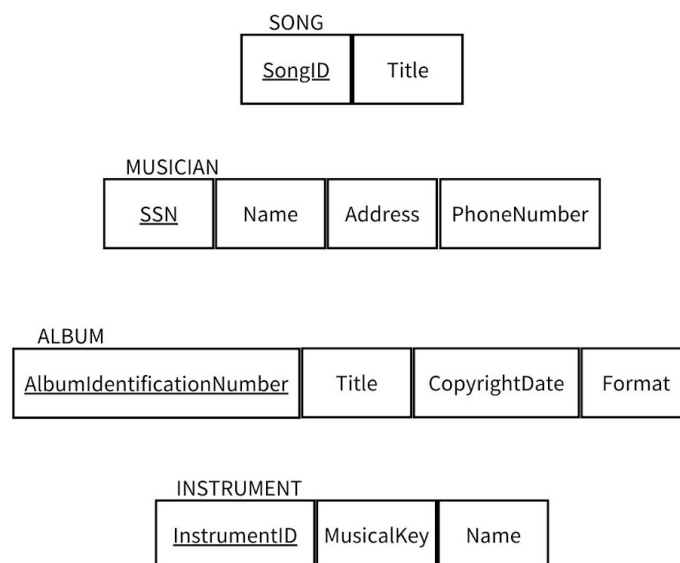 SONG
SongID Title
MUSICIAN
SSN Name Address PhoneNumber
ALBUM
AlbumIdentificationNumber Title CopyrightDate Format
INSTRUMENT
InstrumentID MusicalKey Name